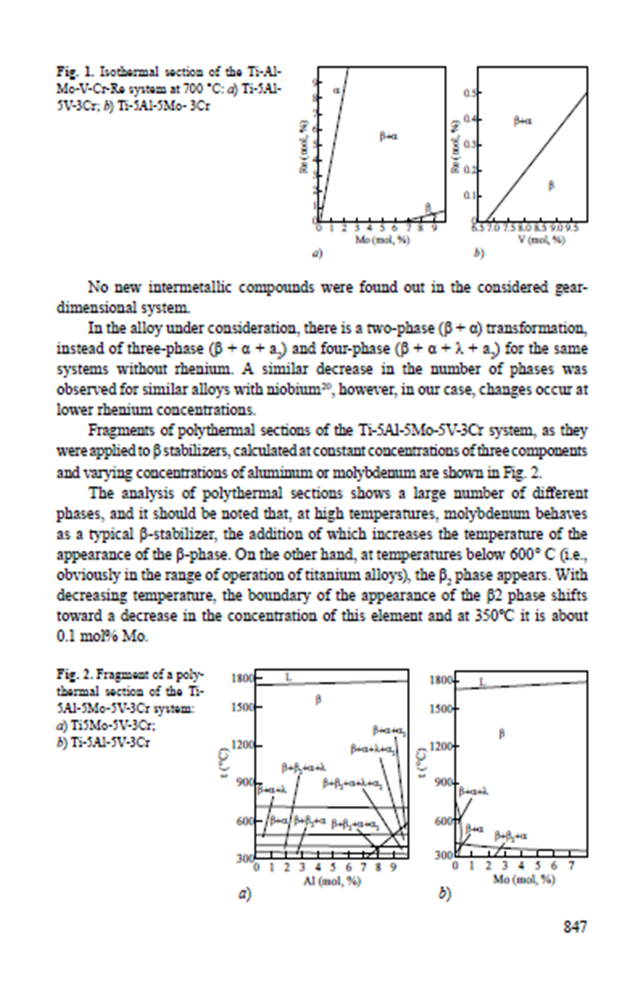 Fig. 1. Isothermal section of the Ti-Al-
Mo-V-Cr-Re system at 700 °C: a) Ti-5Al-
5V-3Cr; b) Ti-5Al-5Mo- 3Cr
Re (mol, %)
9
8
7
6
5
4
3
2
1
0
α
β+α
β
0 1 2 3 4 5 6 7 8 9
Mo (mol, %)
a)
Re (mol, %)
0.5
0.4
0.3
0.2
0.1
0
β+α
β
6.5 7.0 7.5 8.0 8.5 9.0 9.5
V (mol, %)
b)
No new intermetallic compounds were found out in the considered gear-
dimensional system.
In the alloy under consideration, there is a two-phase (β + α) transformation,
instead of three-phase (β + α + a₂) and four-phase (β + α + λ + a₂) for the same
systems without rhenium. A similar decrease in the number of phases was
observed for similar alloys with niobium²⁰, however, in our case, changes occur at
lower rhenium concentrations.
Fragments of polythermal sections of the Ti-5Al-5Mo-5V-3Cr system, as they
were applied to β stabilizers, calculated at constant concentrations of three components
and varying concentrations of aluminum or molybdenum are shown in Fig. 2.
The analysis of polythermal sections shows a large number of different
phases, and it should be noted that, at high temperatures, molybdenum behaves
as a typical β-stabilizer, the addition of which increases the temperature of the
appearance of the β-phase. On the other hand, at temperatures below 600° C (i.e.,
obviously in the range of operation of titanium alloys), the β₂ phase appears. With
decreasing temperature, the boundary of the appearance of the β2 phase shifts
toward a decrease in the concentration of this element and at 350°C it is about
0.1 mol% Mo.
Fig. 2. Fragment of a poly-
thermal section of the Ti-
5Al-5Mo-5V-3Cr system:
a) Ti5Mo-5V-3Cr;
b) Ti-5Al-5V-3Cr
t (°C)
1800
1500
1200
900
600
300
L
β
β+α+α₂
β+α+λ+α₂
β+β₂+α+λ
β+β₂+α+λ+α₂
β+α+λ
β+α
β+β₂+α
β+β₂+α+α₂
0 1 2 3 4 5 6 7 8 9
Al (mol, %)
a)
t (°C)
1800
1500
1200
900
600
300
L
β
β+α+λ
β+α
β+β₂+α
0 1 2 3 4 5 6 7
Mo (mol, %)
b)
847